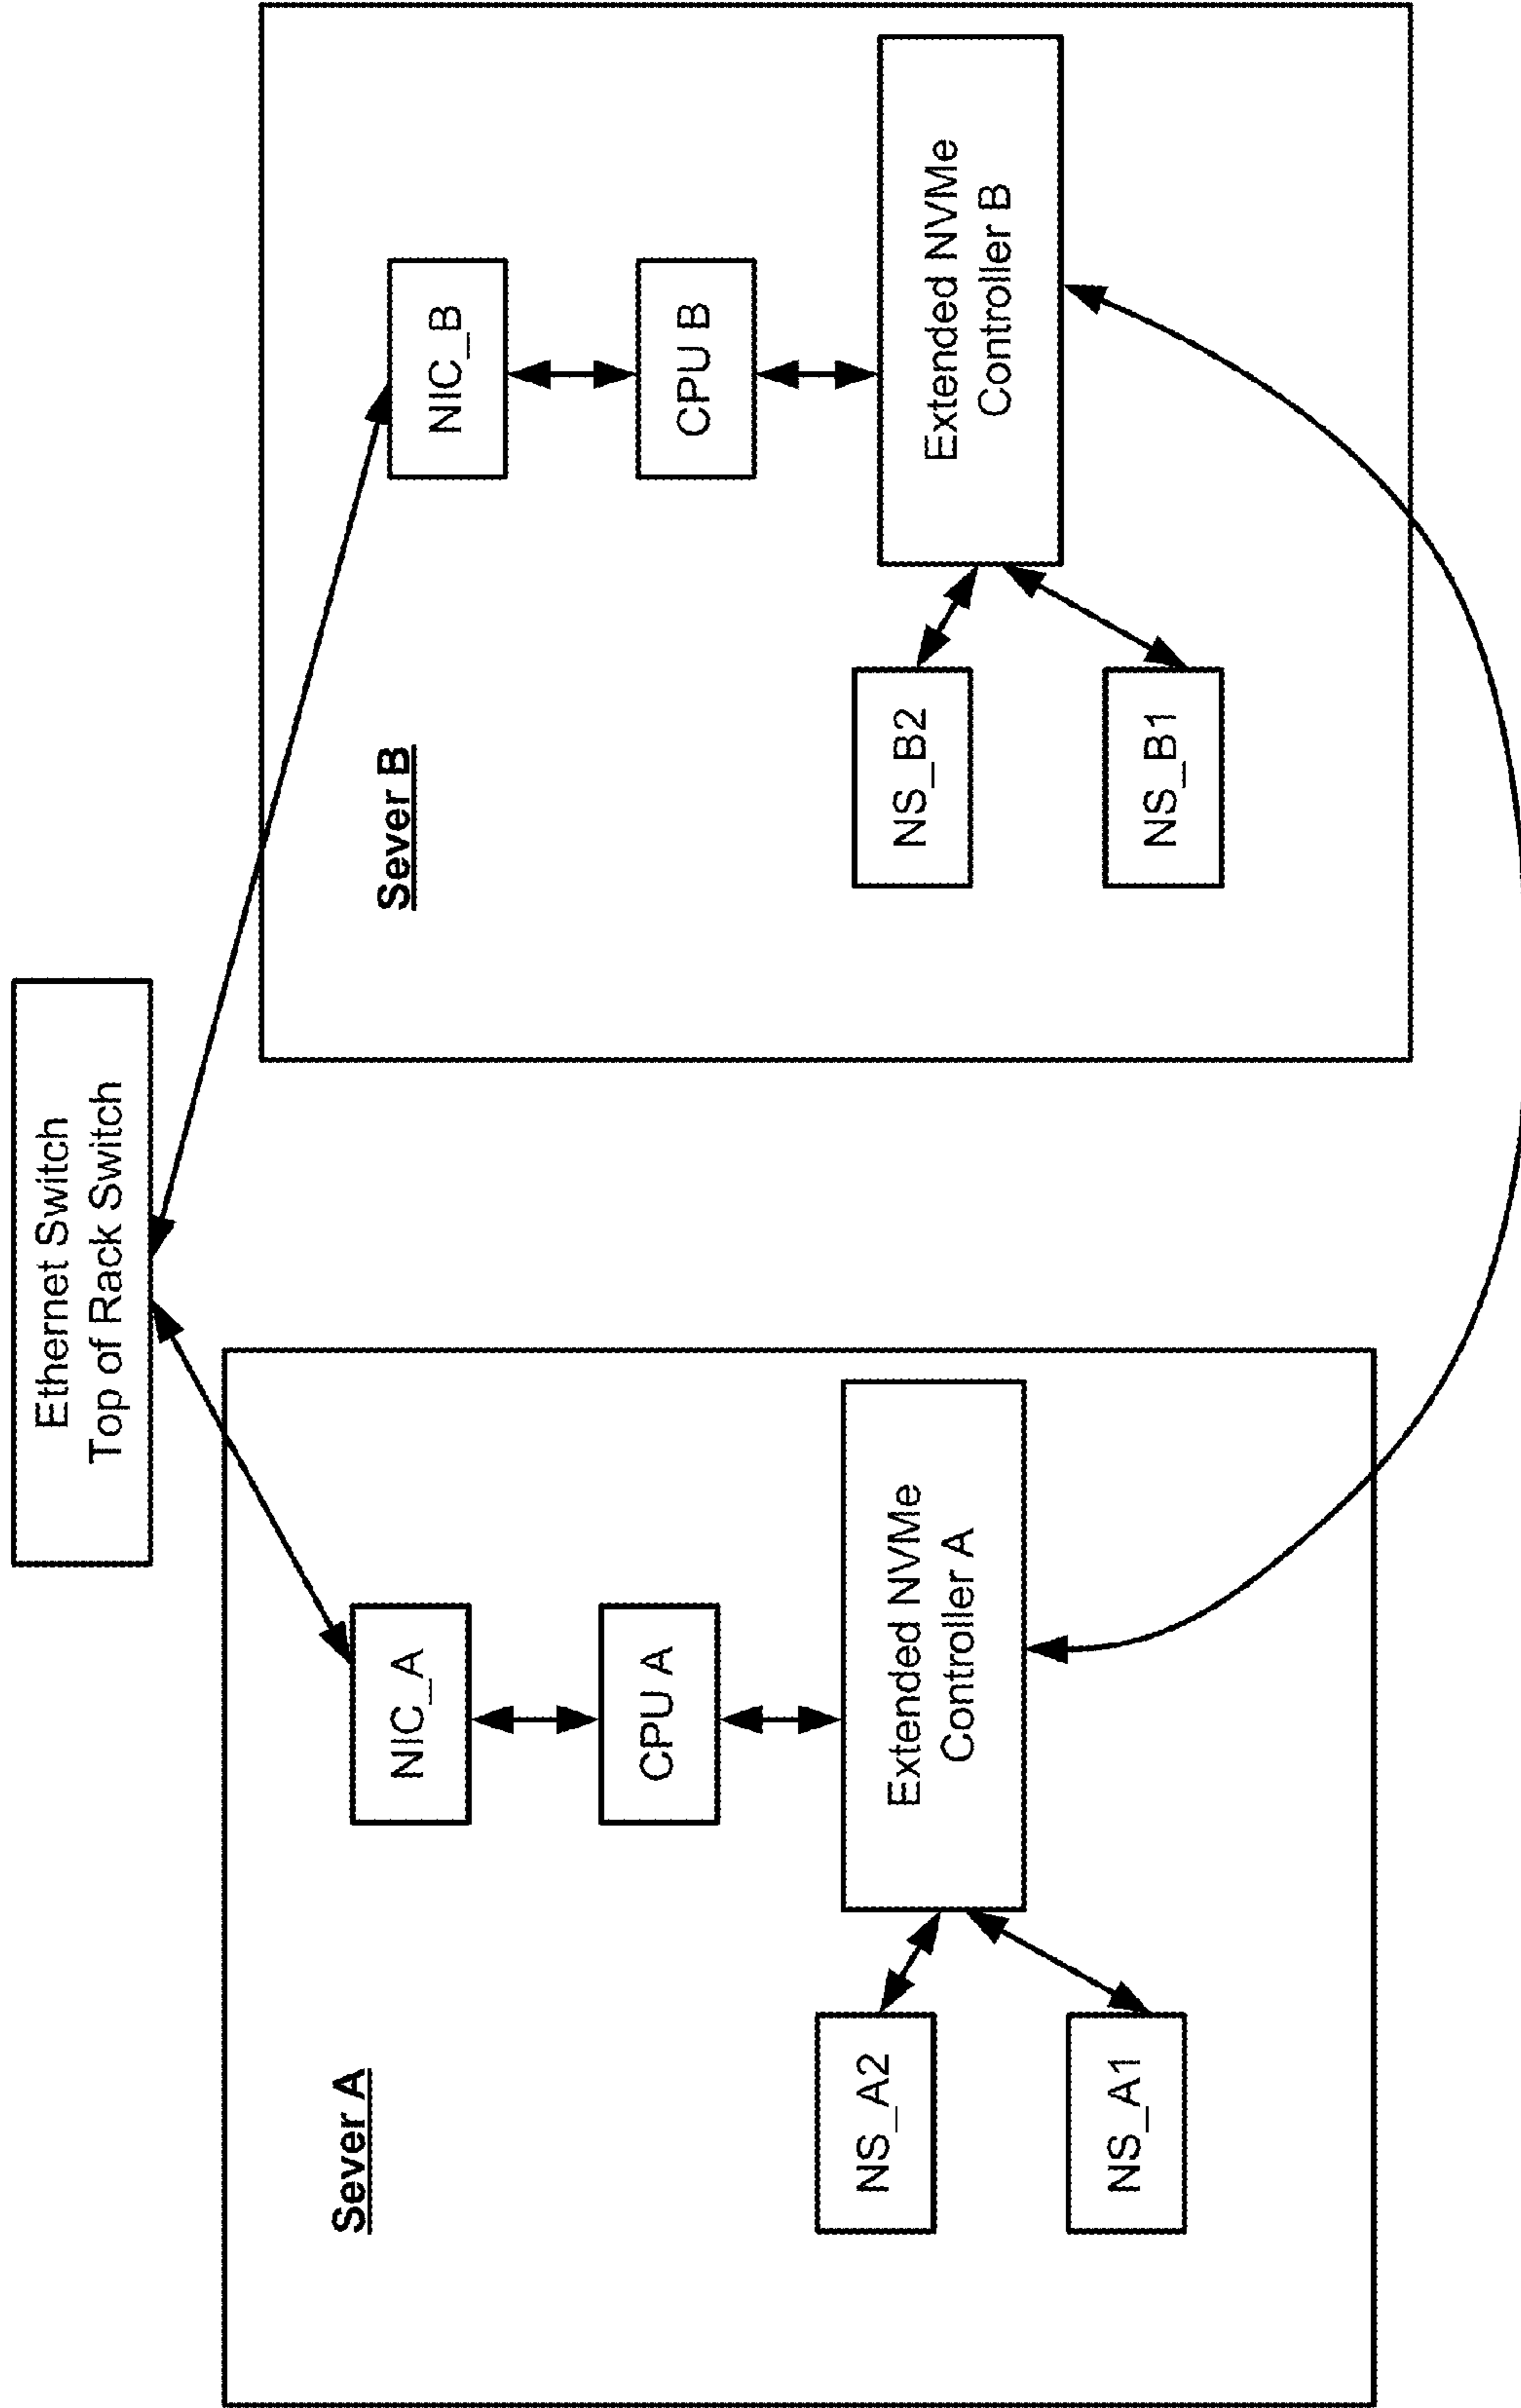 Ethernet Switch
Top of Rack Switch
Sever A
NIC_A
CPU A
Extended NVMe
Controller A
NS_A2
NS_A1
Sever B
NIC_B
CPU B
Extended NVMe
Controller B
NS_B2
NS_B1